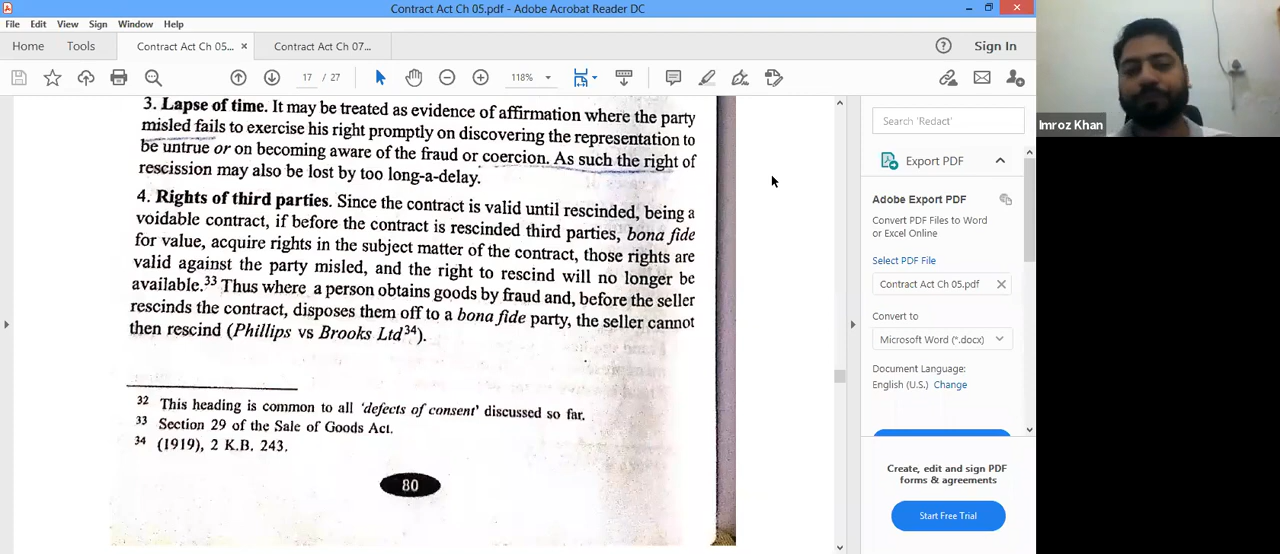 Contract Act Ch 05.pdf - Adobe Acrobat Reader DC
File Edit View Sign Window Help
Home Tools Contract Act Ch 05... × Contract Act Ch 07... ? Sign In
17 / 27 118%
3. Lapse of time. It may be treated as evidence of affirmation where the party
misled fails to exercise his right promptly on discovering the representation to
be untrue or on becoming aware of the fraud or coercion. As such the right of
rescission may also be lost by too long-a-delay.
4. Rights of third parties. Since the contract is valid until rescinded, being a
voidable contract, if before the contract is rescinded third parties, bona fide
for value, acquire rights in the subject matter of the contract, those rights are
valid against the party misled, and the right to rescind will no longer be
available.33 Thus where a person obtains goods by fraud and, before the seller
rescinds the contract, disposes them off to a bona fide party, the seller cannot
then rescind (Phillips vs Brooks Ltd34).
32 This heading is common to all 'defects of consent' discussed so far.
33 Section 29 of the Sale of Goods Act.
34 (1919), 2 K.B. 243.
80
Search 'Redact'
Export PDF
Adobe Export PDF
Convert PDF Files to Word
or Excel Online
Select PDF File
Contract Act Ch 05.pdf
Convert to
Microsoft Word (*.docx)
Document Language:
English (U.S.) Change
Create, edit and sign PDF
forms & agreements
Start Free Trial
Imroz Khan